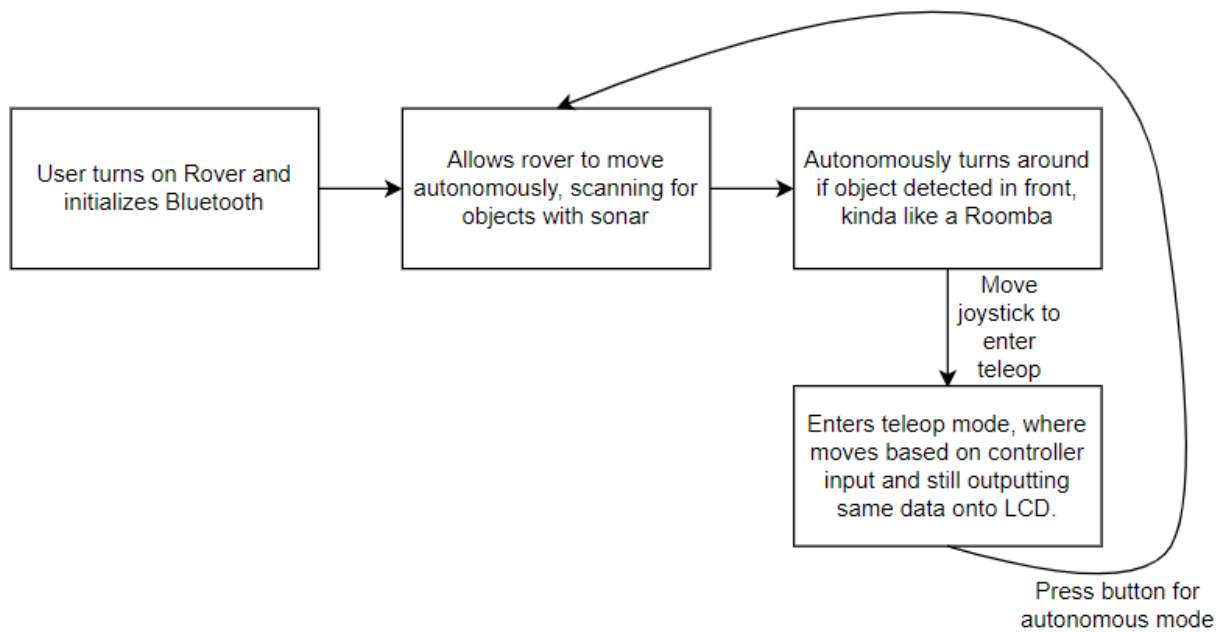 User turns on Rover and
initializes Bluetooth
Allows rover to move
autonomously, scanning for
objects with sonar
Autonomously turns around
if object detected in front,
kinda like a Roomba
Move
joystick to
enter
teleop
Enters teleop mode, where
moves based on controller
input and still outputting
same data onto LCD.
Press button for
autonomous mode